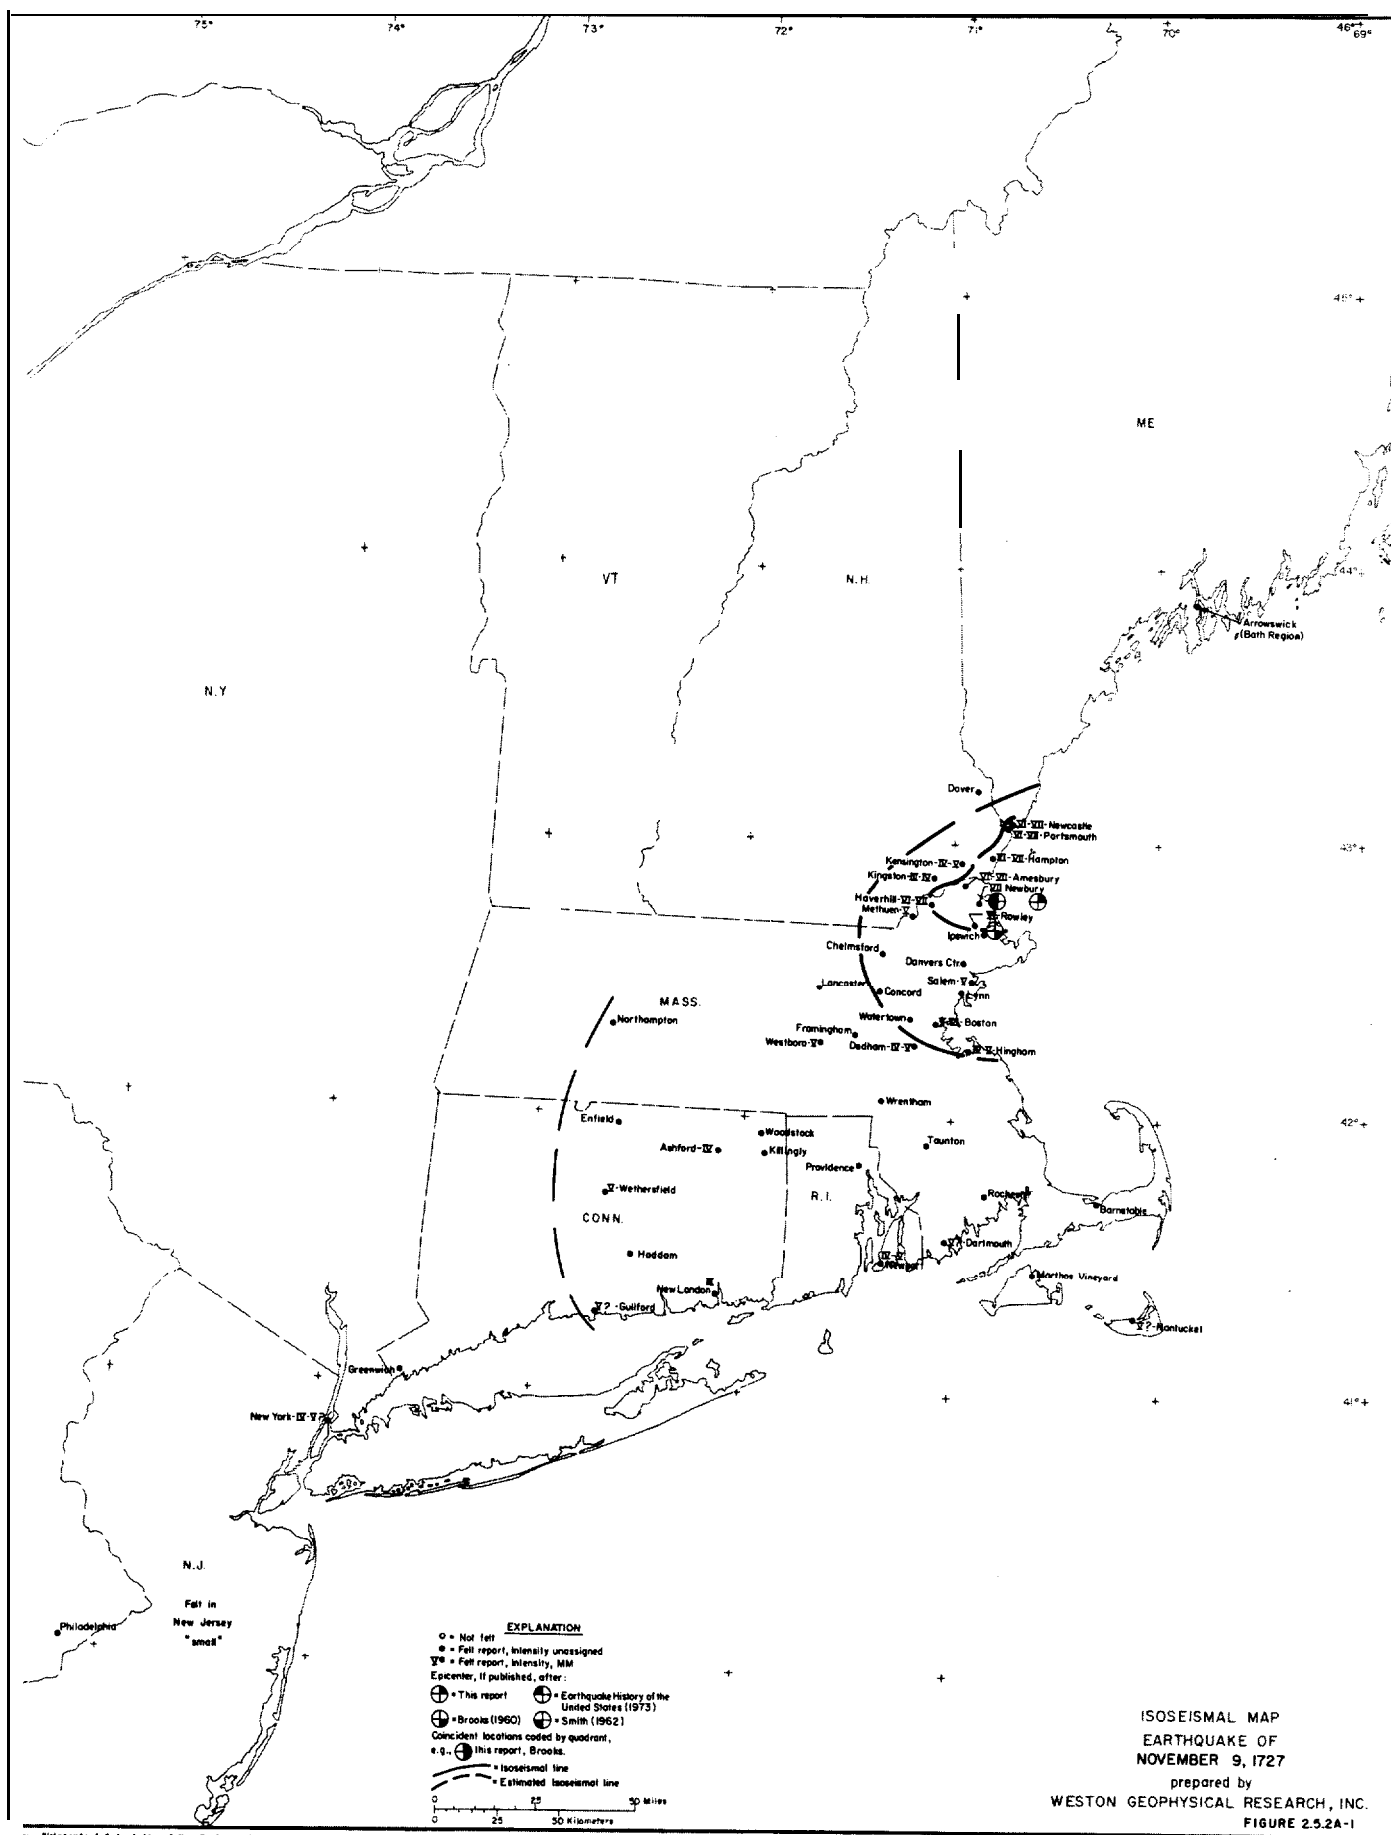 75°
74°
73°
72°
71°
70°
46°
69°
45°
ME
VT
N.H.
44°
Arrowswick
(Bath Region)
N.Y
Dover
VI-VII-Newcastle
VI-VII-Portsmouth
43°
VI-VII-Hampton
Kensington-IV-V
Kingston-III-IV
VI-VII-Amesbury
VII Newbury
Haverhill-VI-VII
Methuen-V
Rowley
Ipswich
Chelmsford
Danvers Ctr.
Lancaster
Concord
Salem-V
Lynn
MASS.
Northampton
Watertown
Boston
Framingham
Westboro-V
Dedham-IV-V
IV-V-Hingham
Wrentham
Enfield
42°
Woodstock
Ashford-IV
Killingly
Taunton
Providence
V-Wethersfield
R.I.
Rochester
Barnstable
CONN.
Haddam
V?-Dartmouth
IV-V
Newport
Marthas Vineyard
New London
V?-Guilford
V?-Nantucket
Greenwich
New York-IV-V?
41°
N.J.
Felt in
New Jersey
"small"
Philadelphia
EXPLANATION
○ = Not felt
● = Felt report, intensity unassigned
V● = Felt report, intensity, MM
Epicenter, if published, after:
= This report
= Earthquake History of the
United States (1973)
= Brooks (1960)
= Smith (1962)
Coincident locations coded by quadrant,
e.g., this report, Brooks.
= Isoseismal line
= Estimated Isoseismal line
0 25 50 Miles
0 25 50 Kilometers
ISOSEISMAL MAP
EARTHQUAKE OF
NOVEMBER 9, 1727
prepared by
WESTON GEOPHYSICAL RESEARCH, INC.
FIGURE 2.5.2A-1